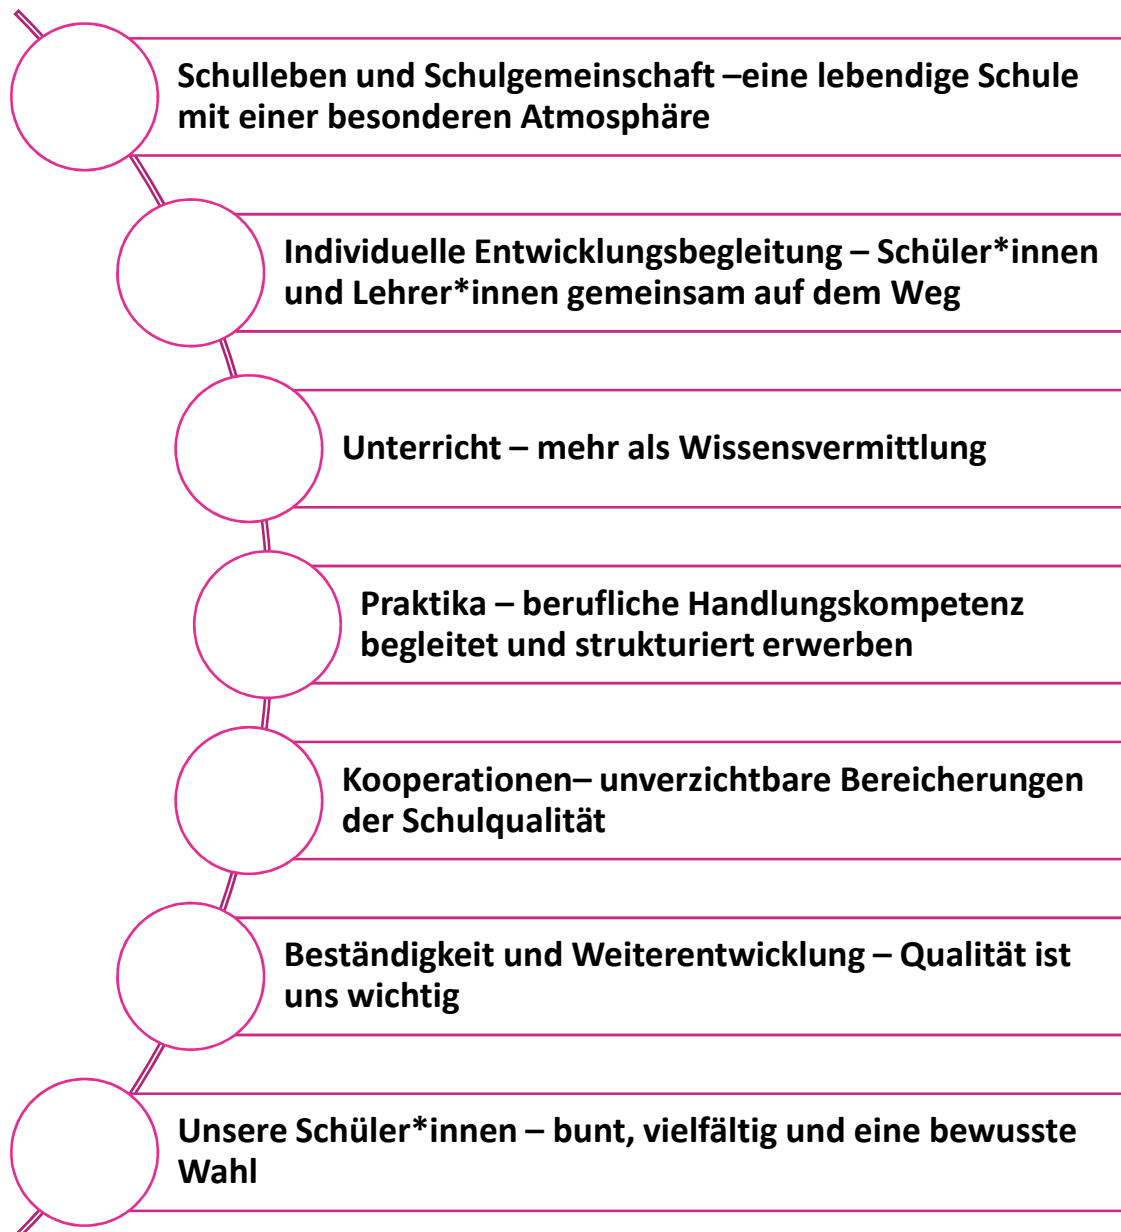 Schulleben und Schulgemeinschaft –eine lebendige Schule
mit einer besonderen Atmosphäre
Individuelle Entwicklungsbegleitung – Schüler*innen
und Lehrer*innen gemeinsam auf dem Weg
Unterricht – mehr als Wissensvermittlung
Praktika – berufliche Handlungskompetenz
begleitet und strukturiert erwerben
Kooperationen– unverzichtbare Bereicherungen
der Schulqualität
Beständigkeit und Weiterentwicklung – Qualität ist
uns wichtig
Unsere Schüler*innen – bunt, vielfältig und eine bewusste
Wahl